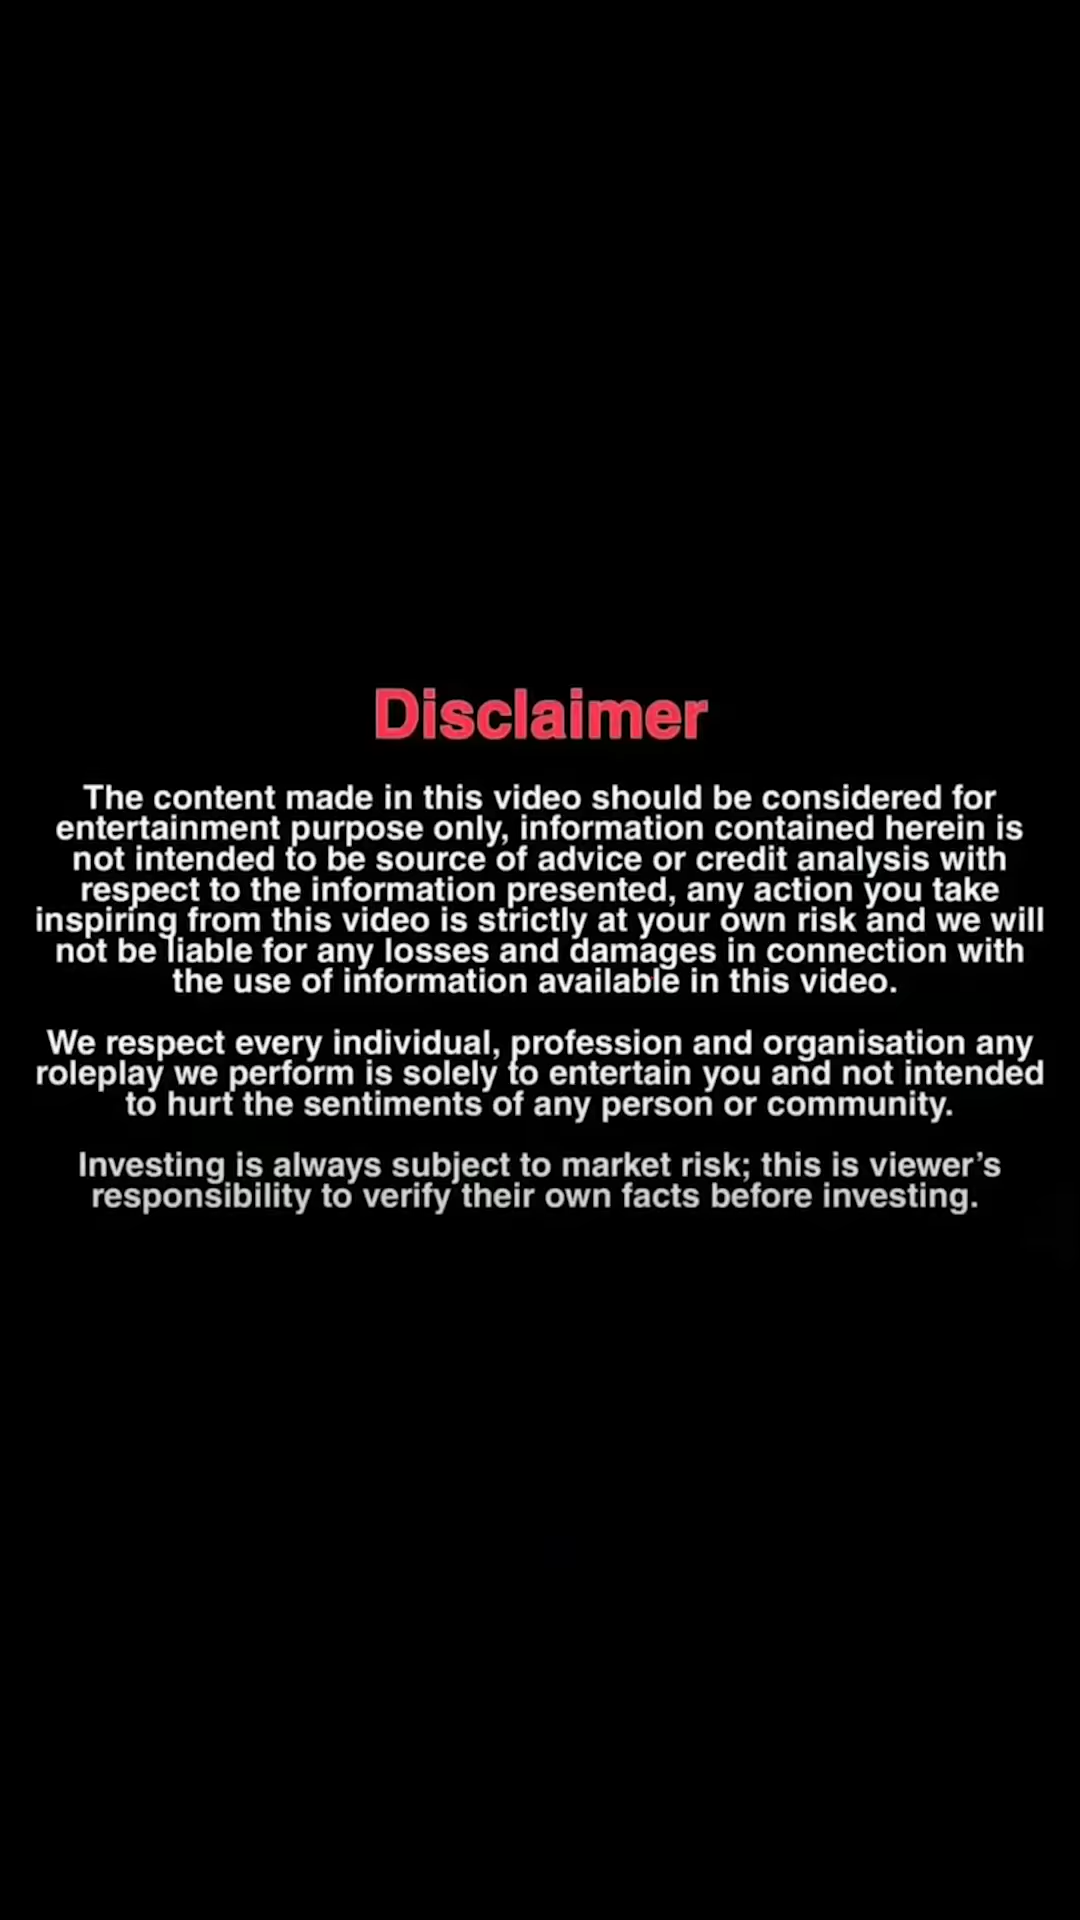 Disclaimer
The content made in this video should be considered for
entertainment purpose only, information contained herein is
not intended to be source of advice or credit analysis with
respect to the information presented, any action you take
inspiring from this video is strictly at your own risk and we will
not be liable for any losses and damages in connection with
the use of information available in this video.
We respect every individual, profession and organisation any
roleplay we perform is solely to entertain you and not intended
to hurt the sentiments of any person or community.
Investing is always subject to market risk; this is viewer’s
responsibility to verify their own facts before investing.